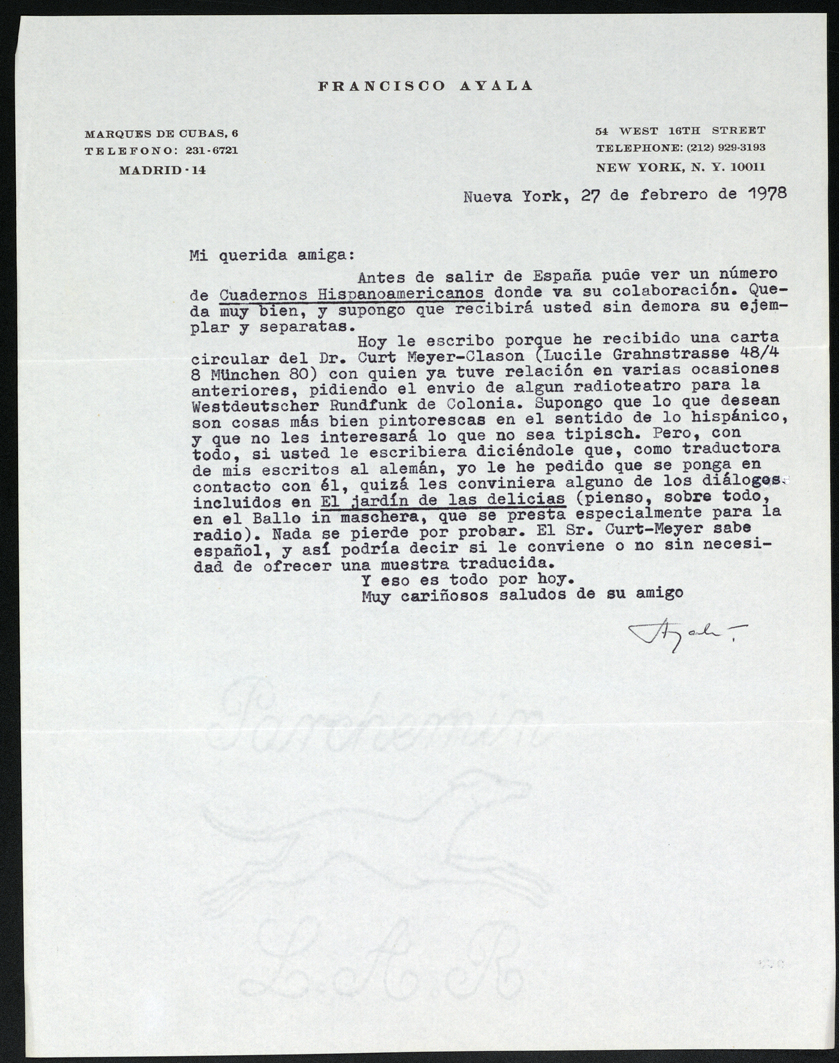 FRANCISCO AYALA
MARQUES DE CUBAS, 6
TELEFONO: 231-6721
MADRID - 14
54 WEST 16TH STREET
TELEPHONE: (212) 929-3193
NEW YORK, N. Y. 10011
Nueva York, 27 de febrero de 1978
Mi querida amiga:
Antes de salir de España pude ver un número
de Cuadernos Hispanoamericanos donde va su colaboración. Que-
da muy bien, y supongo que recibirá usted sin demora su ejem-
plar y separatas.
Hoy le escribo porque he recibido una carta
circular del Dr. Curt Meyer-Clason (Lucile Grahnstrasse 48/4
8 München 80) con quien ya tuve relación en varias ocasiones
anteriores, pidiendo el envio de algun radioteatro para la
Westdeutscher Rundfunk de Colonia. Supongo que lo que desean
son cosas más bien pintorescas en el sentido de lo hispánico,
y que no les interesará lo que no sea tipisch. Pero, con
todo, si usted le escribiera diciéndole que, como traductora
de mis escritos al alemán, yo le he pedido que se ponga en
contacto con él, quizá les conviniera alguno de los diálogos
incluidos en El jardín de las delicias (pienso, sobre todo,
en el Ballo in maschera, que se presta especialmente para la
radio). Nada se pierde por probar. El Sr. Curt-Meyer sabe
español, y así podría decir si le conviene o no sin necesi-
dad de ofrecer una muestra traducida.
Y eso es todo por hoy.
Muy cariñosos saludos de su amigo
Ayala
Parchemin
L.A.R